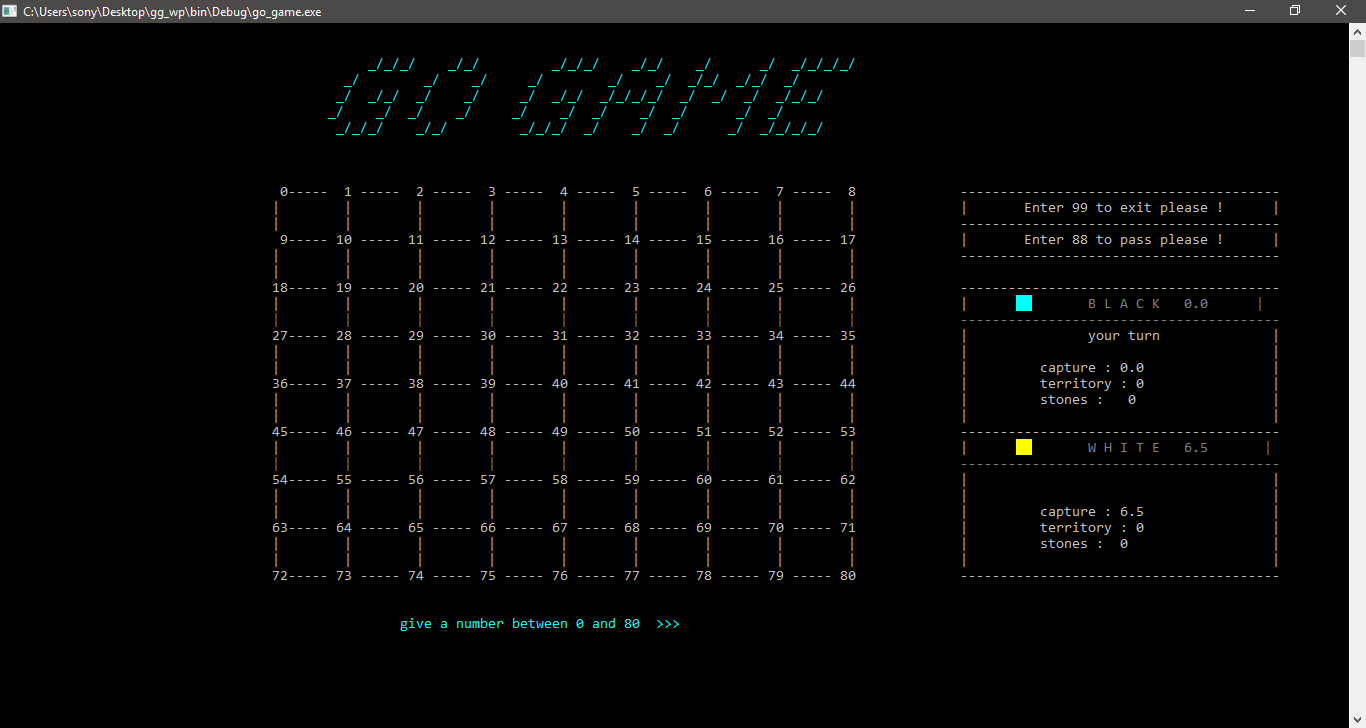 C:\Users\sony\Desktop\gg_wp\bin\Debug\go_game.exe
GO GAME
0----- 1 ----- 2 ----- 3 ----- 4 ----- 5 ----- 6 ----- 7 ----- 8
9----- 10 ----- 11 ----- 12 ----- 13 ----- 14 ----- 15 ----- 16 ----- 17
18----- 19 ----- 20 ----- 21 ----- 22 ----- 23 ----- 24 ----- 25 ----- 26
27----- 28 ----- 29 ----- 30 ----- 31 ----- 32 ----- 33 ----- 34 ----- 35
36----- 37 ----- 38 ----- 39 ----- 40 ----- 41 ----- 42 ----- 43 ----- 44
45----- 46 ----- 47 ----- 48 ----- 49 ----- 50 ----- 51 ----- 52 ----- 53
54----- 55 ----- 56 ----- 57 ----- 58 ----- 59 ----- 60 ----- 61 ----- 62
63----- 64 ----- 65 ----- 66 ----- 67 ----- 68 ----- 69 ----- 70 ----- 71
72----- 73 ----- 74 ----- 75 ----- 76 ----- 77 ----- 78 ----- 79 ----- 80
Enter 99 to exit please !
Enter 88 to pass please !
B L A C K 0.0
your turn
capture : 0.0
territory : 0
stones : 0
W H I T E 6.5
capture : 6.5
territory : 0
stones : 0
give a number between 0 and 80 >>>